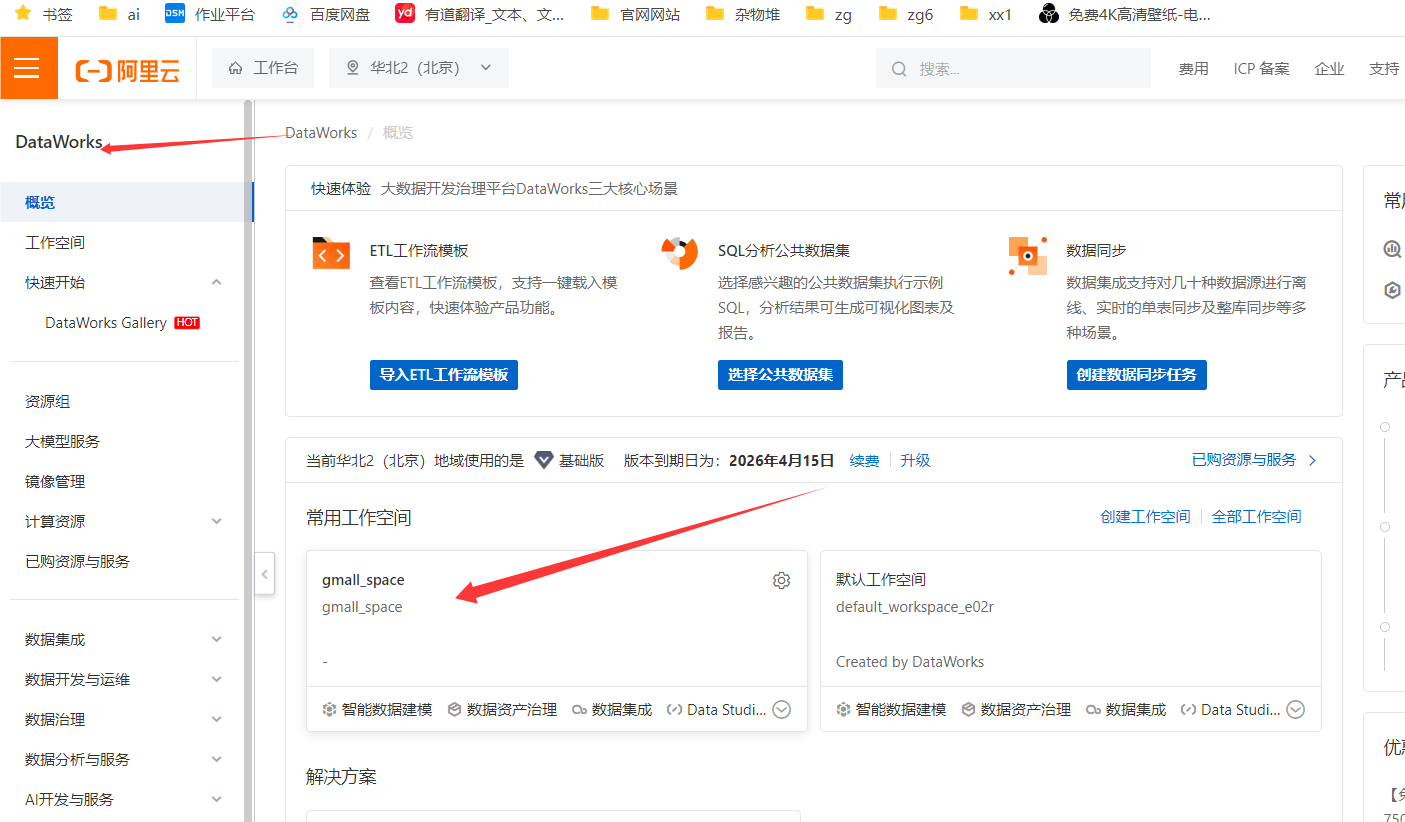 书签 ai DSM 作业平台 百度网盘 yd 有道翻译_文本、文... 官网网站 杂物堆 zg zg6 xx1 免费4K高清壁纸-电...
阿里云 工作台 华北2（北京） 搜索... 费用 ICP 备案 企业 支持
DataWorks
概览
工作空间
快速开始
DataWorks Gallery HOT
资源组
大模型服务
镜像管理
计算资源
已购资源与服务
数据集成
数据开发与运维
数据治理
数据分析与服务
AI开发与服务
DataWorks / 概览
快速体验 大数据开发治理平台DataWorks三大核心场景
ETL工作流模板
查看ETL工作流模板，支持一键载入模
板内容，快速体验产品功能。
导入ETL工作流模板
SQL分析公共数据集
选择感兴趣的公共数据集执行示例
SQL，分析结果可生成可视化图表及
报告。
选择公共数据集
数据同步
数据集成支持对几十种数据源进行离
线、实时的单表同步及整库同步等多
种场景。
创建数据同步任务
当前华北2（北京）地域使用的是 基础版 版本到期日为：2026年4月15日 续费 升级 已购资源与服务
常用工作空间 创建工作空间 全部工作空间
gmall_space
gmall_space
-
智能数据建模 数据资产治理 数据集成 Data Studi...
默认工作空间
default_workspace_e02r
Created by DataWorks
智能数据建模 数据资产治理 数据集成 Data Studi...
解决方案
常
产
优